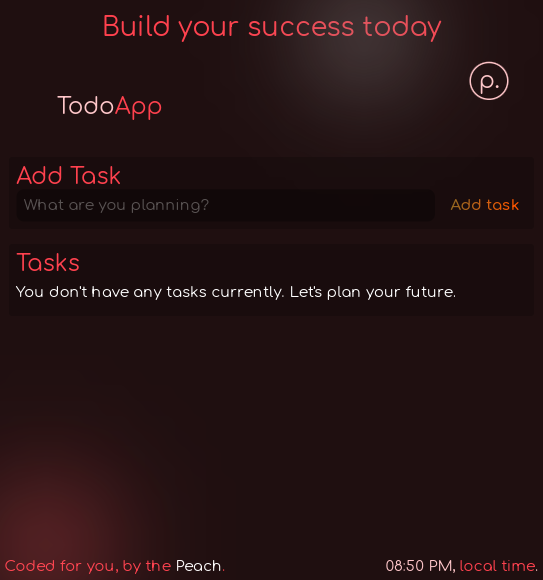 Build your success today
p.
TodoApp
Add Task
What are you planning?
Add task
Tasks
You don't have any tasks currently. Let's plan your future.
Coded for you, by the Peach.
08:50 PM, local time.